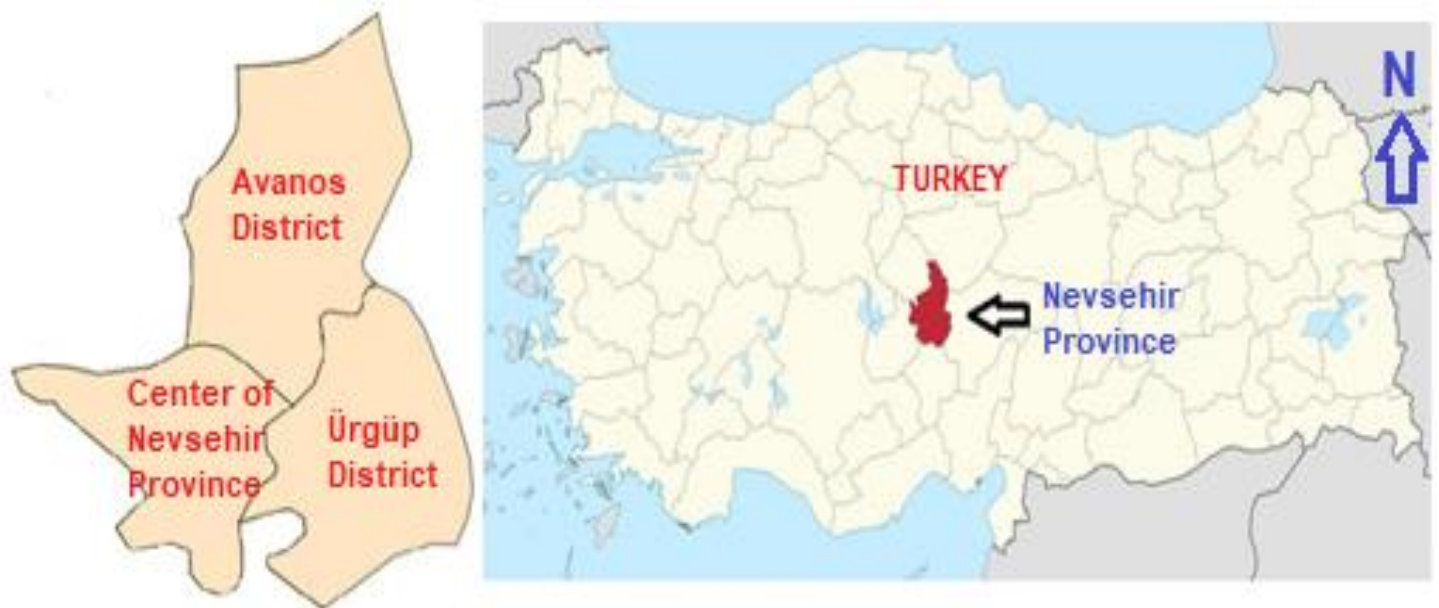 Avanos
District
Center of
Nevsehir
Province
Ürgüp
District
TURKEY
N
Nevsehir
Province